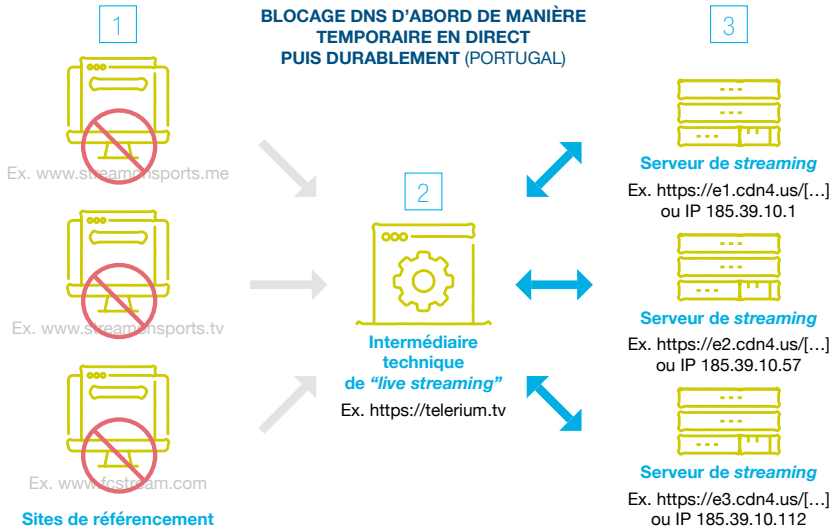 1
BLOCAGE DNS D'ABORD DE MANIÈRE
TEMPORAIRE EN DIRECT
PUIS DURABLEMENT (PORTUGAL)
3
Ex. www.streamonsports.me
Ex. www.streamonsports.tv
Ex. www.fcstream.com
Sites de référencement
2
Intermédiaire
technique
de “live streaming”
Ex. https://telerium.tv
Serveur de streaming
Ex. https://e1.cdn4.us/[…]
ou IP 185.39.10.1
Serveur de streaming
Ex. https://e2.cdn4.us/[…]
ou IP 185.39.10.57
Serveur de streaming
Ex. https://e3.cdn4.us/[…]
ou IP 185.39.10.112